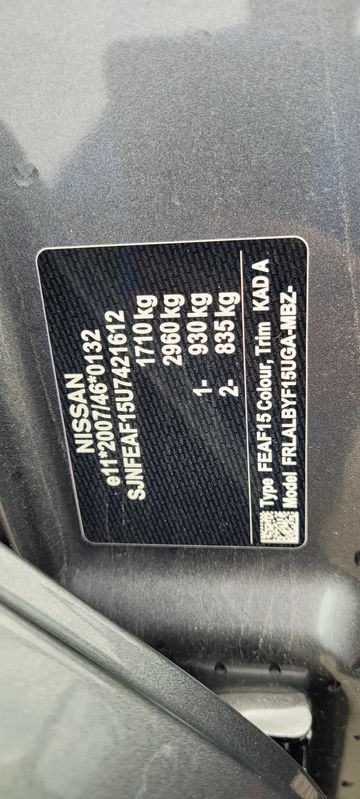 NISSAN
e11*2007/46*0132
SJNFEAF15U7421612
1710 kg
2960 kg
1- 930 kg
2- 835 kg
Type FEAF15 Colour, Trim KAD A
Model FRLALBYF15UGA-MBZ-